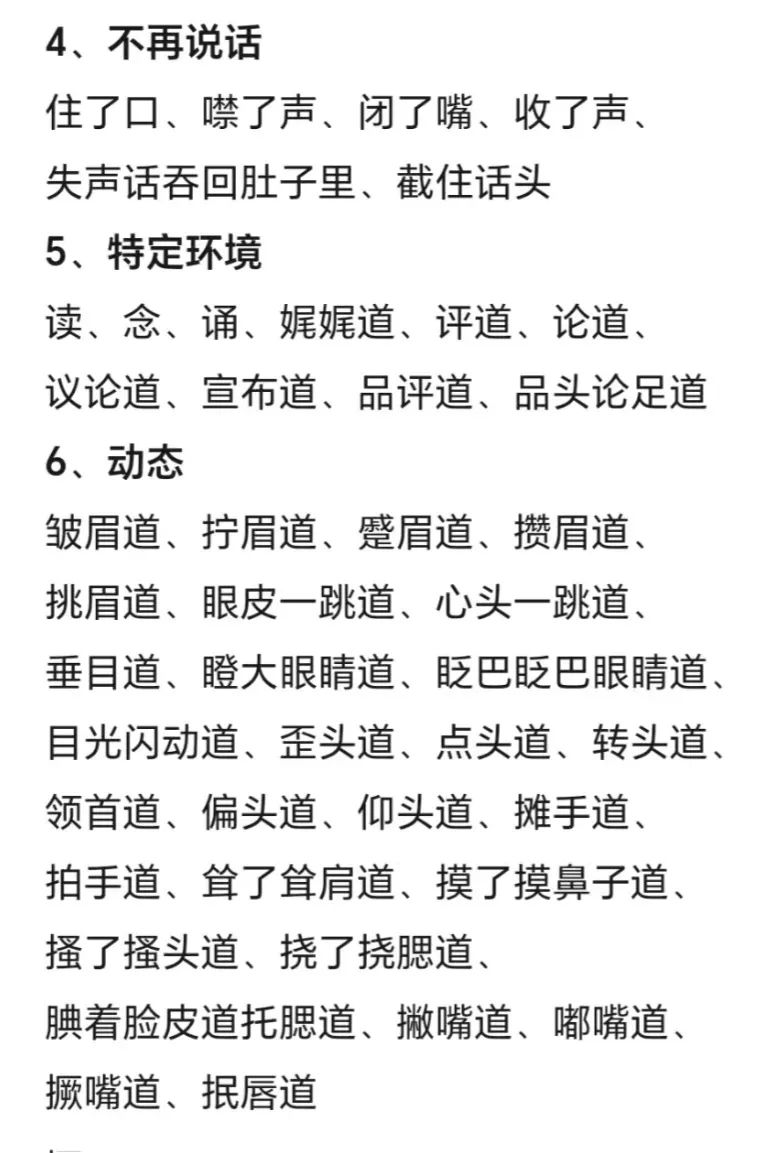 4、不再说话
住了口、噤了声、闭了嘴、收了声、
失声话吞回肚子里、截住话头
5、特定环境
读、念、诵、娓娓道、评道、论道、
议论道、宣布道、品评道、品头论足道
6、动态
皱眉道、拧眉道、蹙眉道、攒眉道、
挑眉道、眼皮一跳道、心头一跳道、
垂目道、瞪大眼睛道、眨巴眨巴眼睛道、
目光闪动道、歪头道、点头道、转头道、
领首道、偏头道、仰头道、摊手道、
拍手道、耸了耸肩道、摸了摸鼻子道、
搔了搔头道、挠了挠腮道、
腆着脸皮道托腮道、撇嘴道、嘟嘴道、
撅嘴道、抿唇道